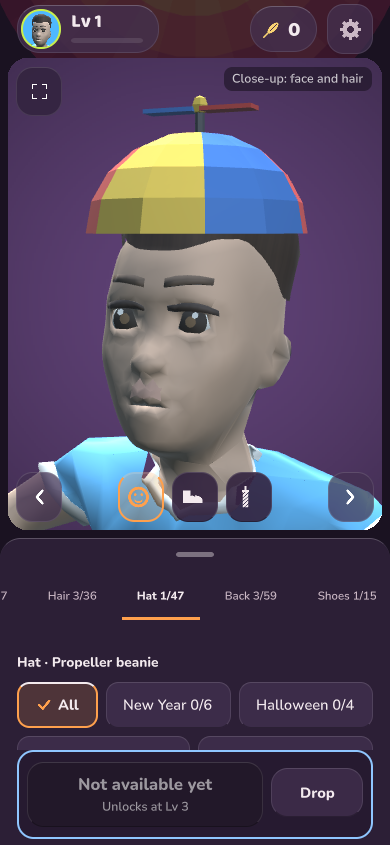 Lv 1
0
Close-up: face and hair
7
Hair 3/36
Hat 1/47
Back 3/59
Shoes 1/15
Hat · Propeller beanie
All
New Year 0/6
Halloween 0/4
Not available yet
Unlocks at Lv 3
Drop